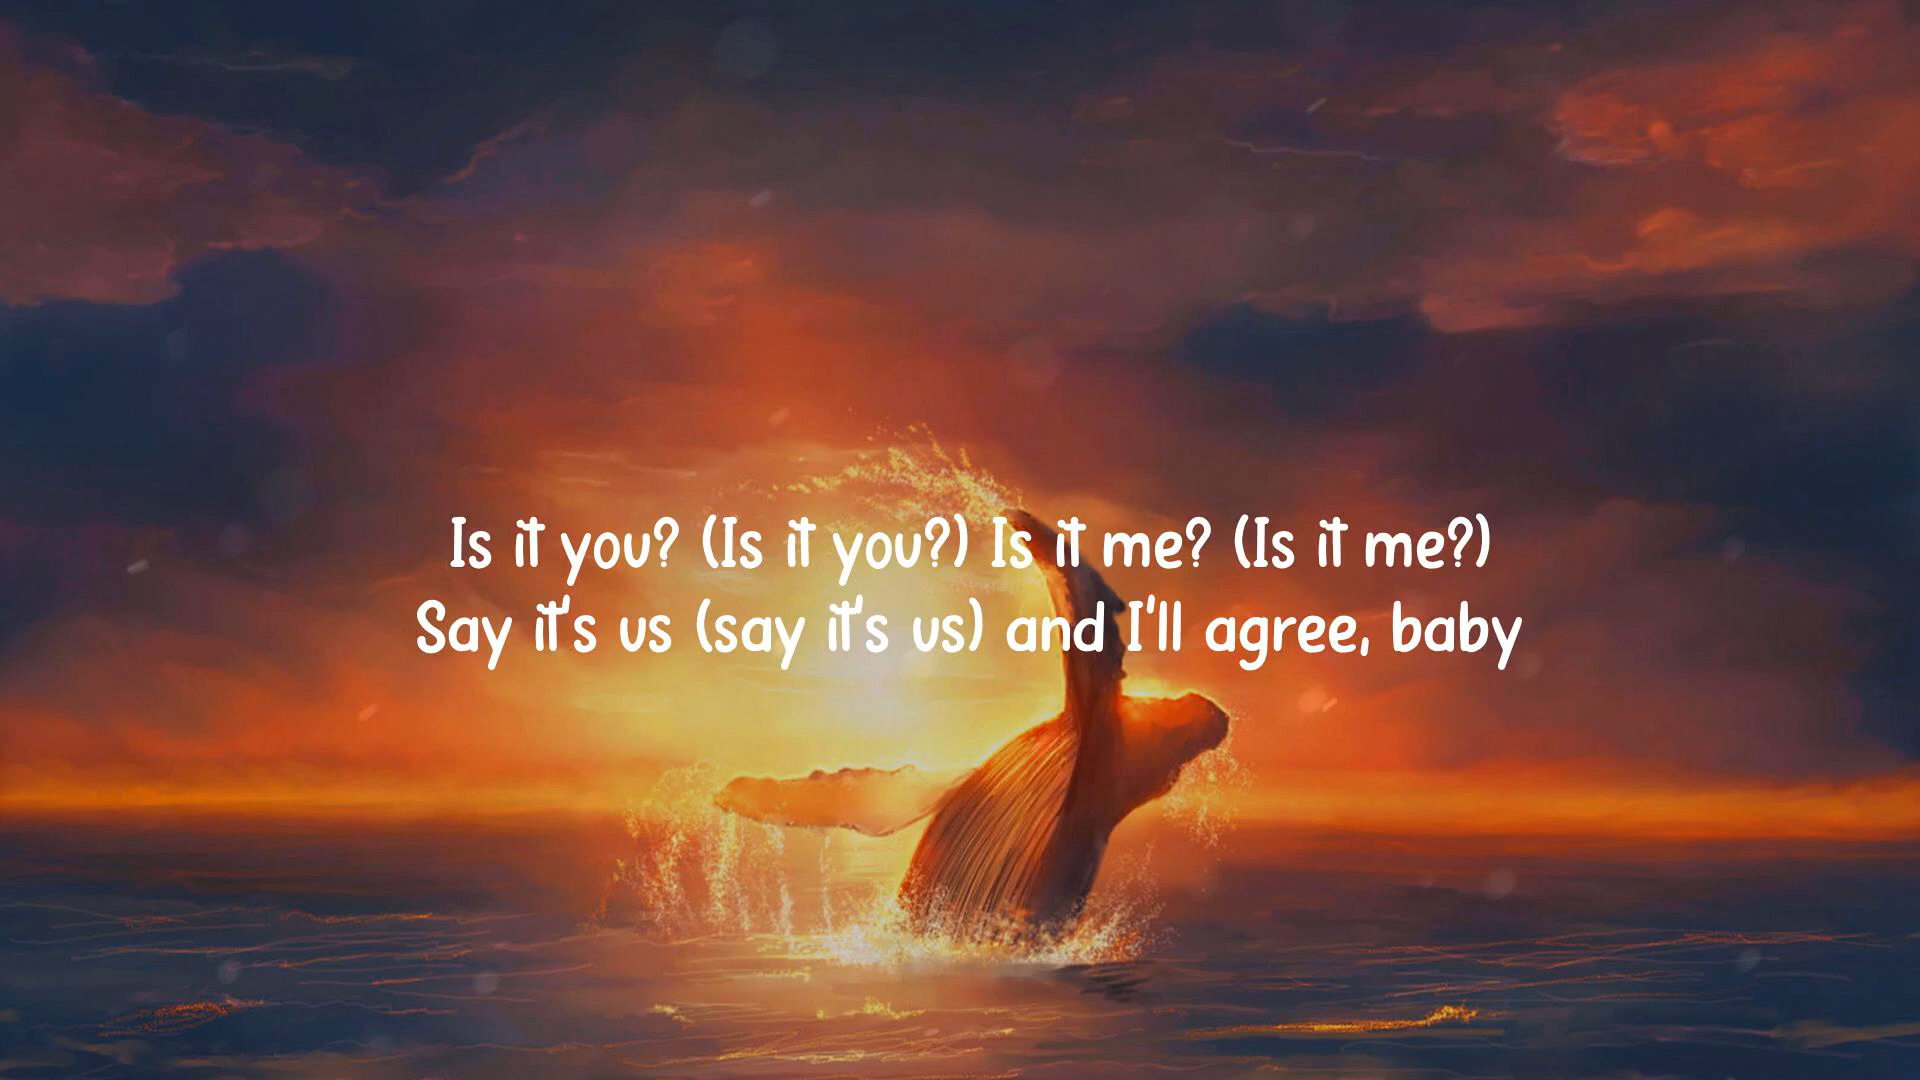 Is it you? (Is it you?) Is it me? (Is it me?)
Say it's us (say it's us) and I'll agree, baby